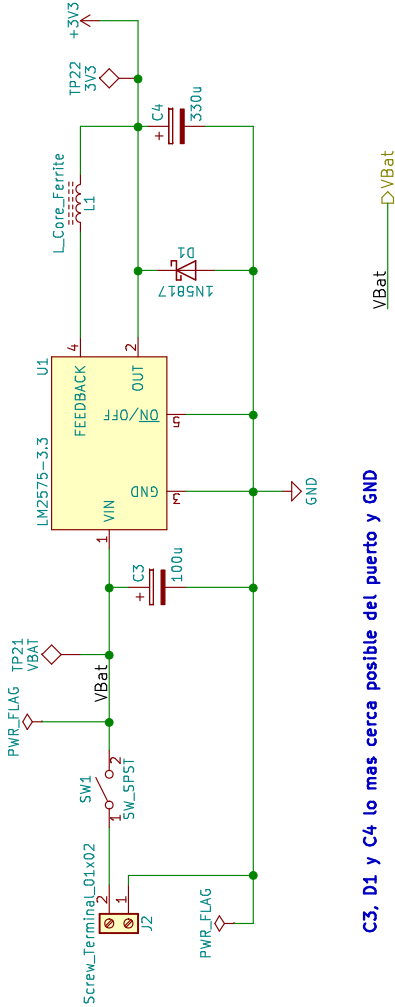 Screw_Terminal_01x02
J2
2
1
PWR_FLAG
SW1
SW_SPST
1
2
PWR_FLAG
VBat
TP21
VBAT
C3
100u
U1
LM2575-3.3
VIN
1
GND
3
ON/OFF
5
FEEDBACK
4
OUT
2
GND
L_Core_Ferrite
L1
D1
1N5817
C4
330u
TP22
3V3
+3V3
VBat
VBat
C3, D1 y C4 lo mas cerca posible del puerto y GND